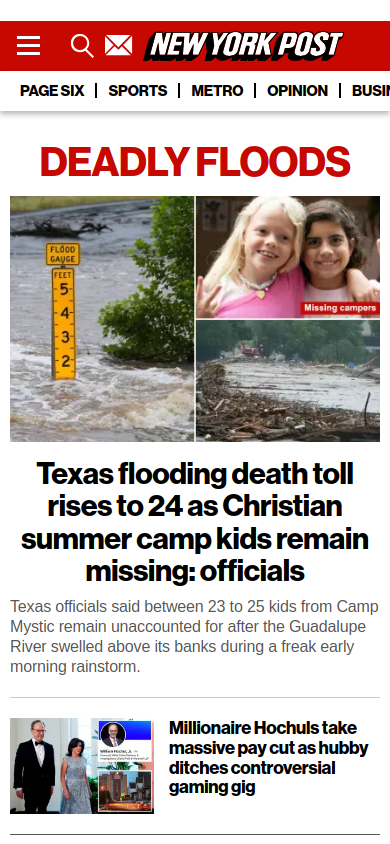 NEW YORK POST
PAGE SIX
SPORTS
METRO
OPINION
BUSI
DEADLY FLOODS
FLOOD
GAUGE
FEET
5
4
3
2
Missing campers
Texas flooding death toll
rises to 24 as Christian
summer camp kids remain
missing: officials
Texas officials said between 23 to 25 kids from Camp
Mystic remain unaccounted for after the Guadalupe
River swelled above its banks during a freak early
morning rainstorm.
Millionaire Hochuls take
massive pay cut as hubby
ditches controversial
gaming gig
William Hochul, Jr.